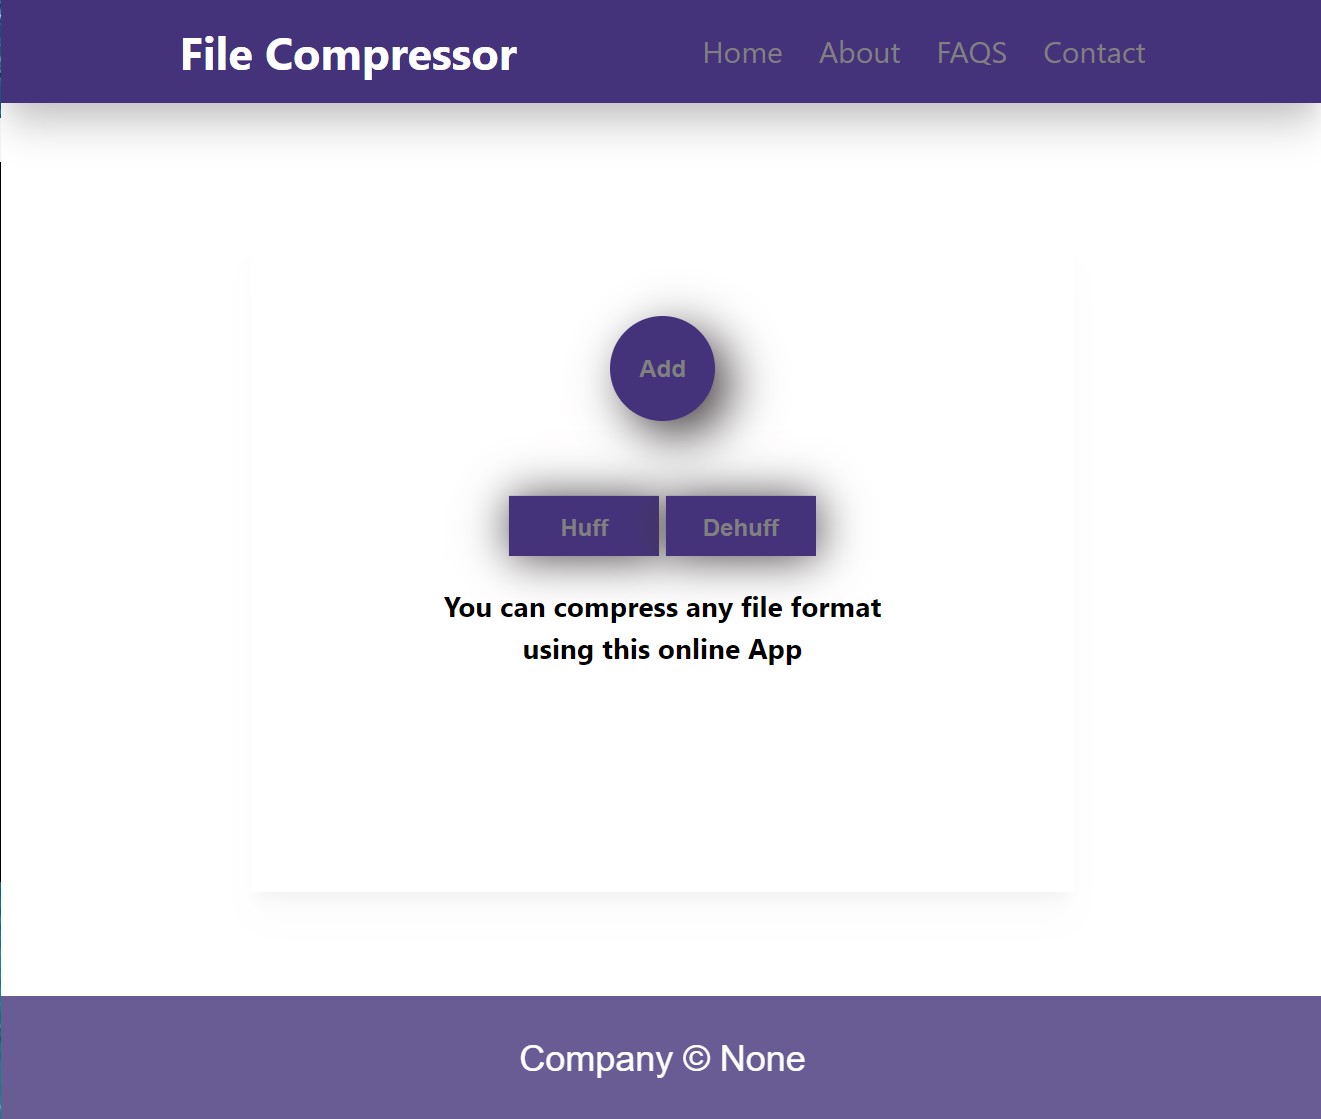 File Compressor
Home About FAQS Contact
Add
Huff Dehuff
You can compress any file format
using this online App
Company © None